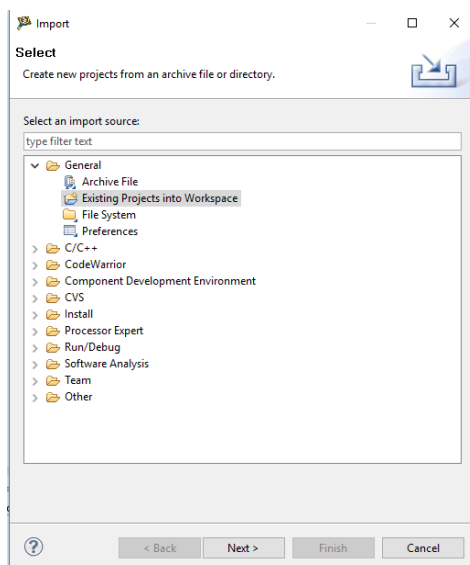 Import
Select
Create new projects from an archive file or directory.
Select an import source:
type filter text
General
Archive File
Existing Projects into Workspace
File System
Preferences
C/C++
CodeWarrior
Component Development Environment
CVS
Install
Processor Expert
Run/Debug
Software Analysis
Team
Other
< Back Next > Finish Cancel